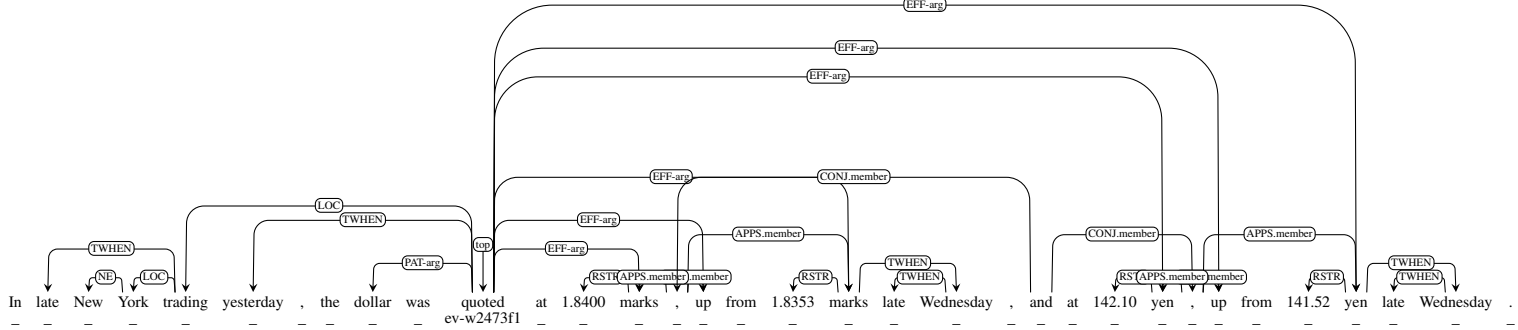 EFF-arg
EFF-arg
EFF-arg
EFF-arg CONJ.member
LOC
TWHEN EFF-arg
APPS.member CONJ.member APPS.member
top
TWHEN EFF-arg
PAT-arg TWHEN TWHEN
NE LOC RSTR APPS.member .member RSTR TWHEN RST APPS.member member RSTR TWHEN
In late New York trading yesterday , the dollar was quoted at 1.8400 marks , up from 1.8353 marks late Wednesday , and at 142.10 yen , up from 141.52 yen late Wednesday .
_ _ _ _ _ _ _ _ _ _ ev-w2473f1 _ _ _ _ _ _ _ _ _ _ _ _ _ _ _ _ _ _ _ _ _ _ _